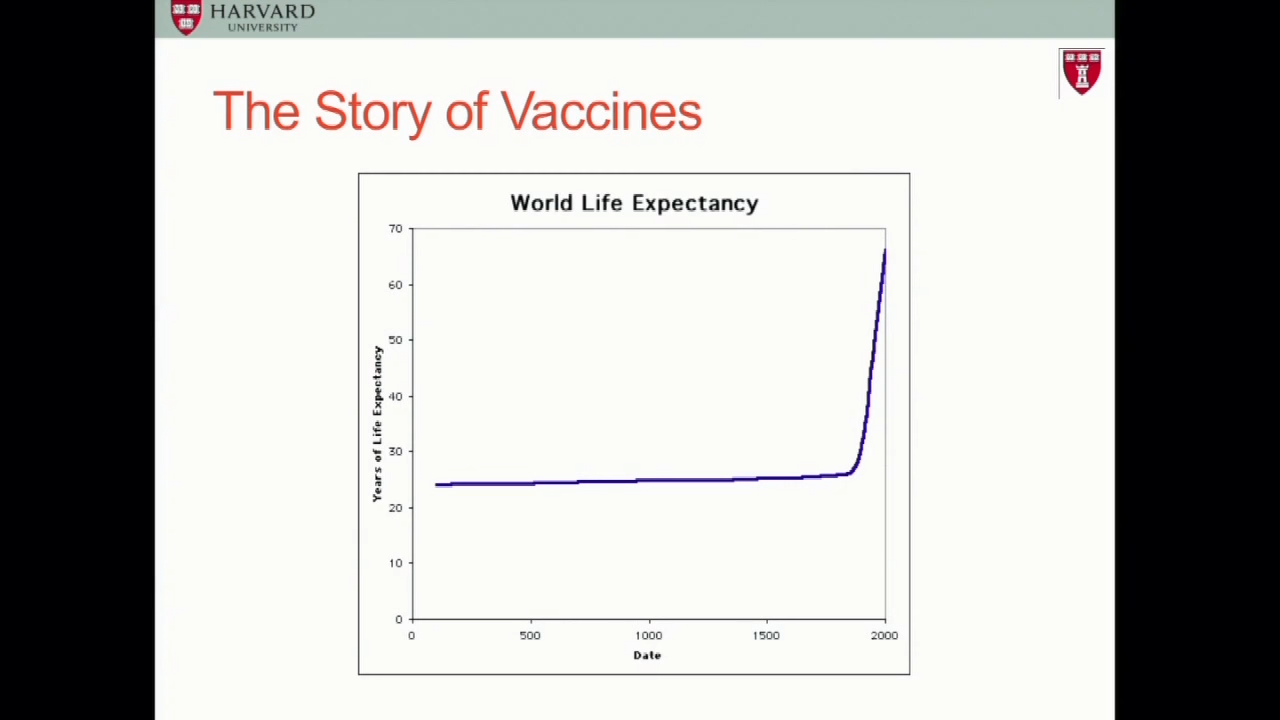 HARVARD
UNIVERSITY
The Story of Vaccines
World Life Expectancy
70
60
50
40
30
20
10
0
Years of Life Expectancy
0 500 1000 1500 2000
Date